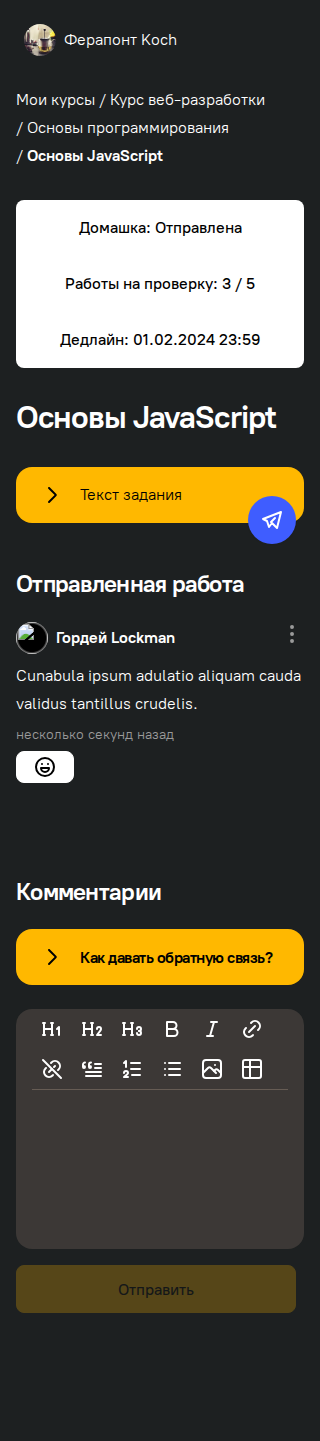 Ферапонт Koch
Мои курсы / Курс веб-разработки
/ Основы программирования
/ Основы JavaScript
Домашка: Отправлена
Работы на проверку: 3 / 5
Дедлайн: 01.02.2024 23:59
Основы JavaScript
Текст задания
Отправленная работа
Гордей Lockman
Cunabula ipsum adulatio aliquam cauda
validus tantillus crudelis.
несколько секунд назад
Комментарии
Как давать обратную связь?
H1 H2 H3 B I
Отправить